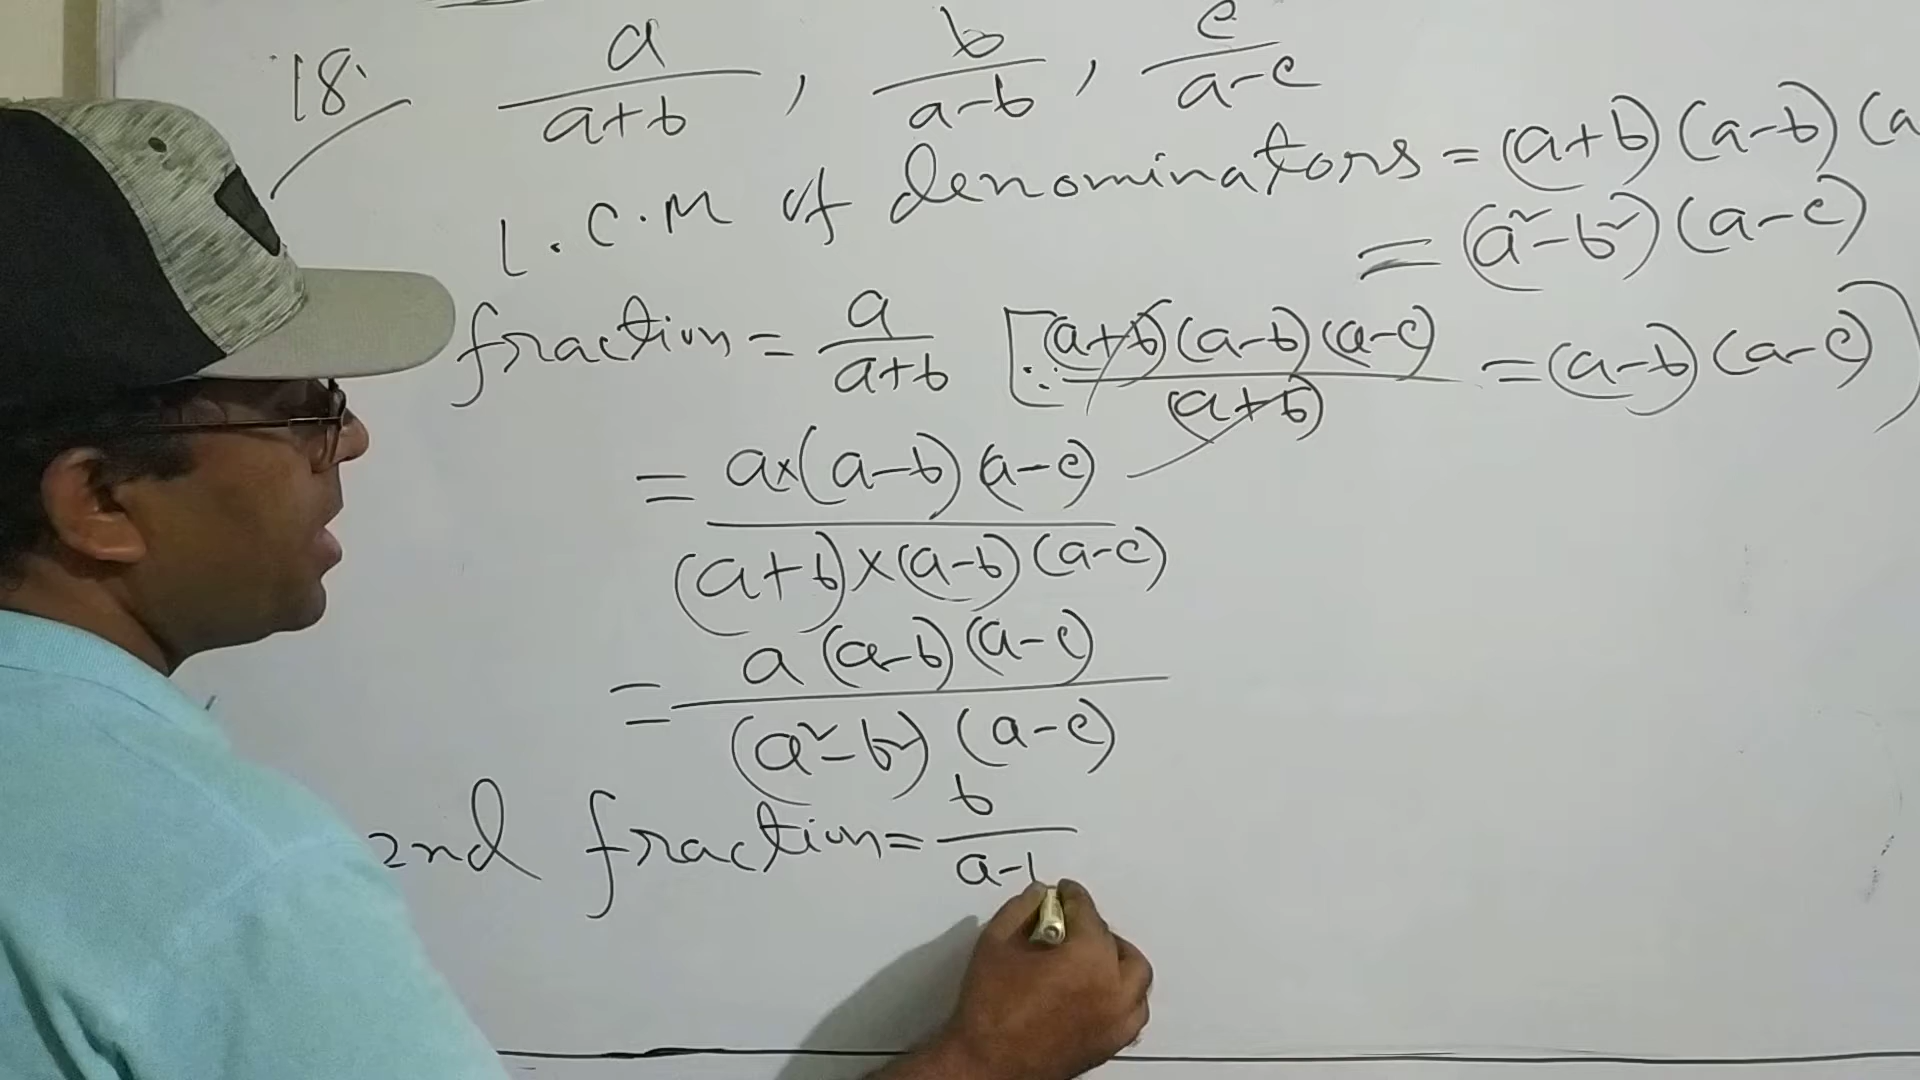 18. a/(a+b), b/(a-b), c/(a-c)
L.C.M of denominators = (a+b)(a-b)(a
= (a²-b²)(a-c)
fraction = a/(a+b) [∵ (a+b)(a-b)(a-c)/(a+b) = (a-b)(a-c)]
= a×(a-b)(a-c)/(a+b)×(a-b)(a-c)
= a(a-b)(a-c)/(a²-b²)(a-c)
2nd fraction = b/a-